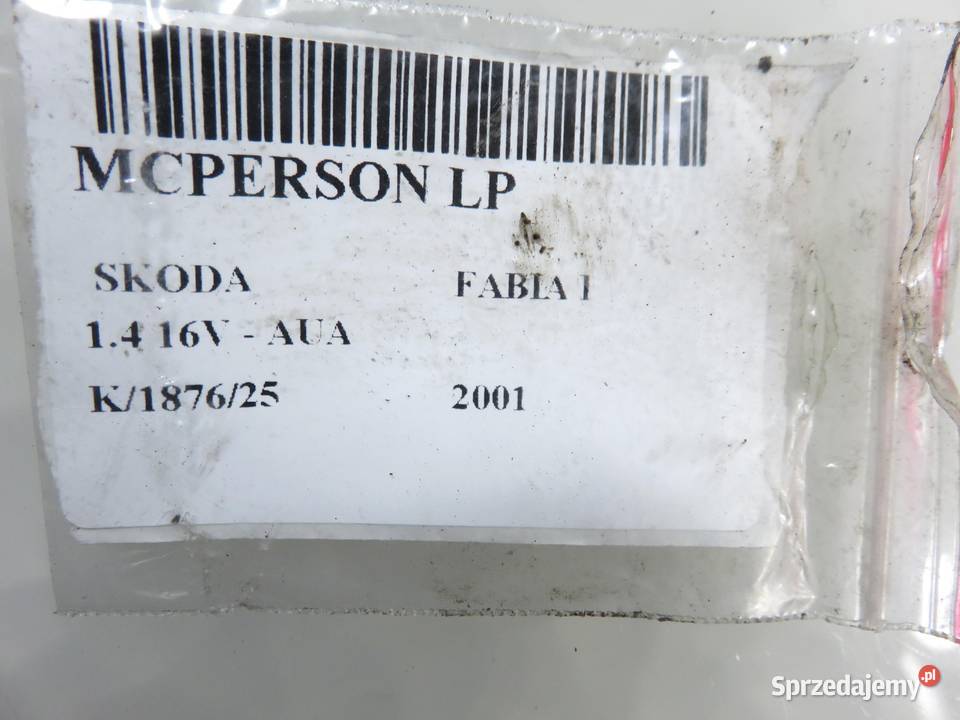 MCPERSON LP
SKODA FABIA I
1.4 16V - AUA
K/1876/25 2001
Sprzedajemy.pl